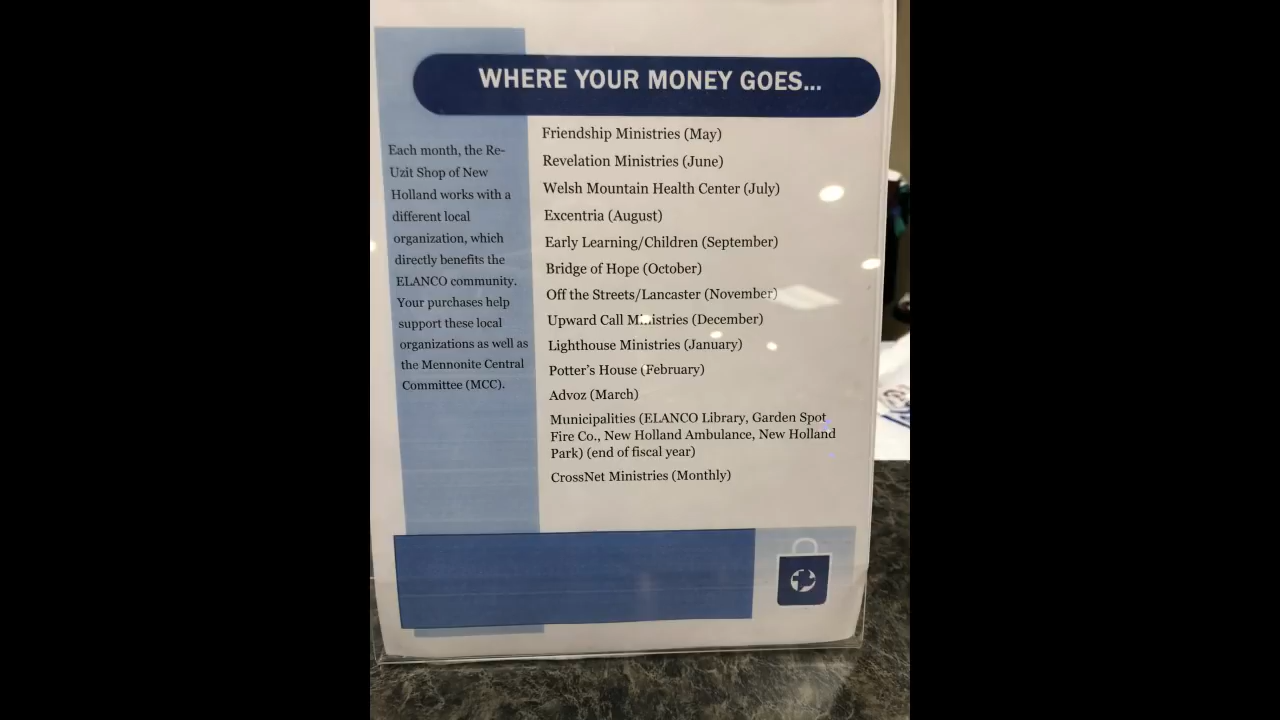 WHERE YOUR MONEY GOES...
Each month, the Re-
Uzit Shop of New
Holland works with a
different local
organization, which
directly benefits the
ELANCO community.
Your purchases help
support these local
organizations as well as
the Mennonite Central
Committee (MCC).
Friendship Ministries (May)
Revelation Ministries (June)
Welsh Mountain Health Center (July)
Excentria (August)
Early Learning/Children (September)
Bridge of Hope (October)
Off the Streets/Lancaster (November)
Upward Call Ministries (December)
Lighthouse Ministries (January)
Potter's House (February)
Advoz (March)
Municipalities (ELANCO Library, Garden Spot
Fire Co., New Holland Ambulance, New Holland
Park) (end of fiscal year)
CrossNet Ministries (Monthly)